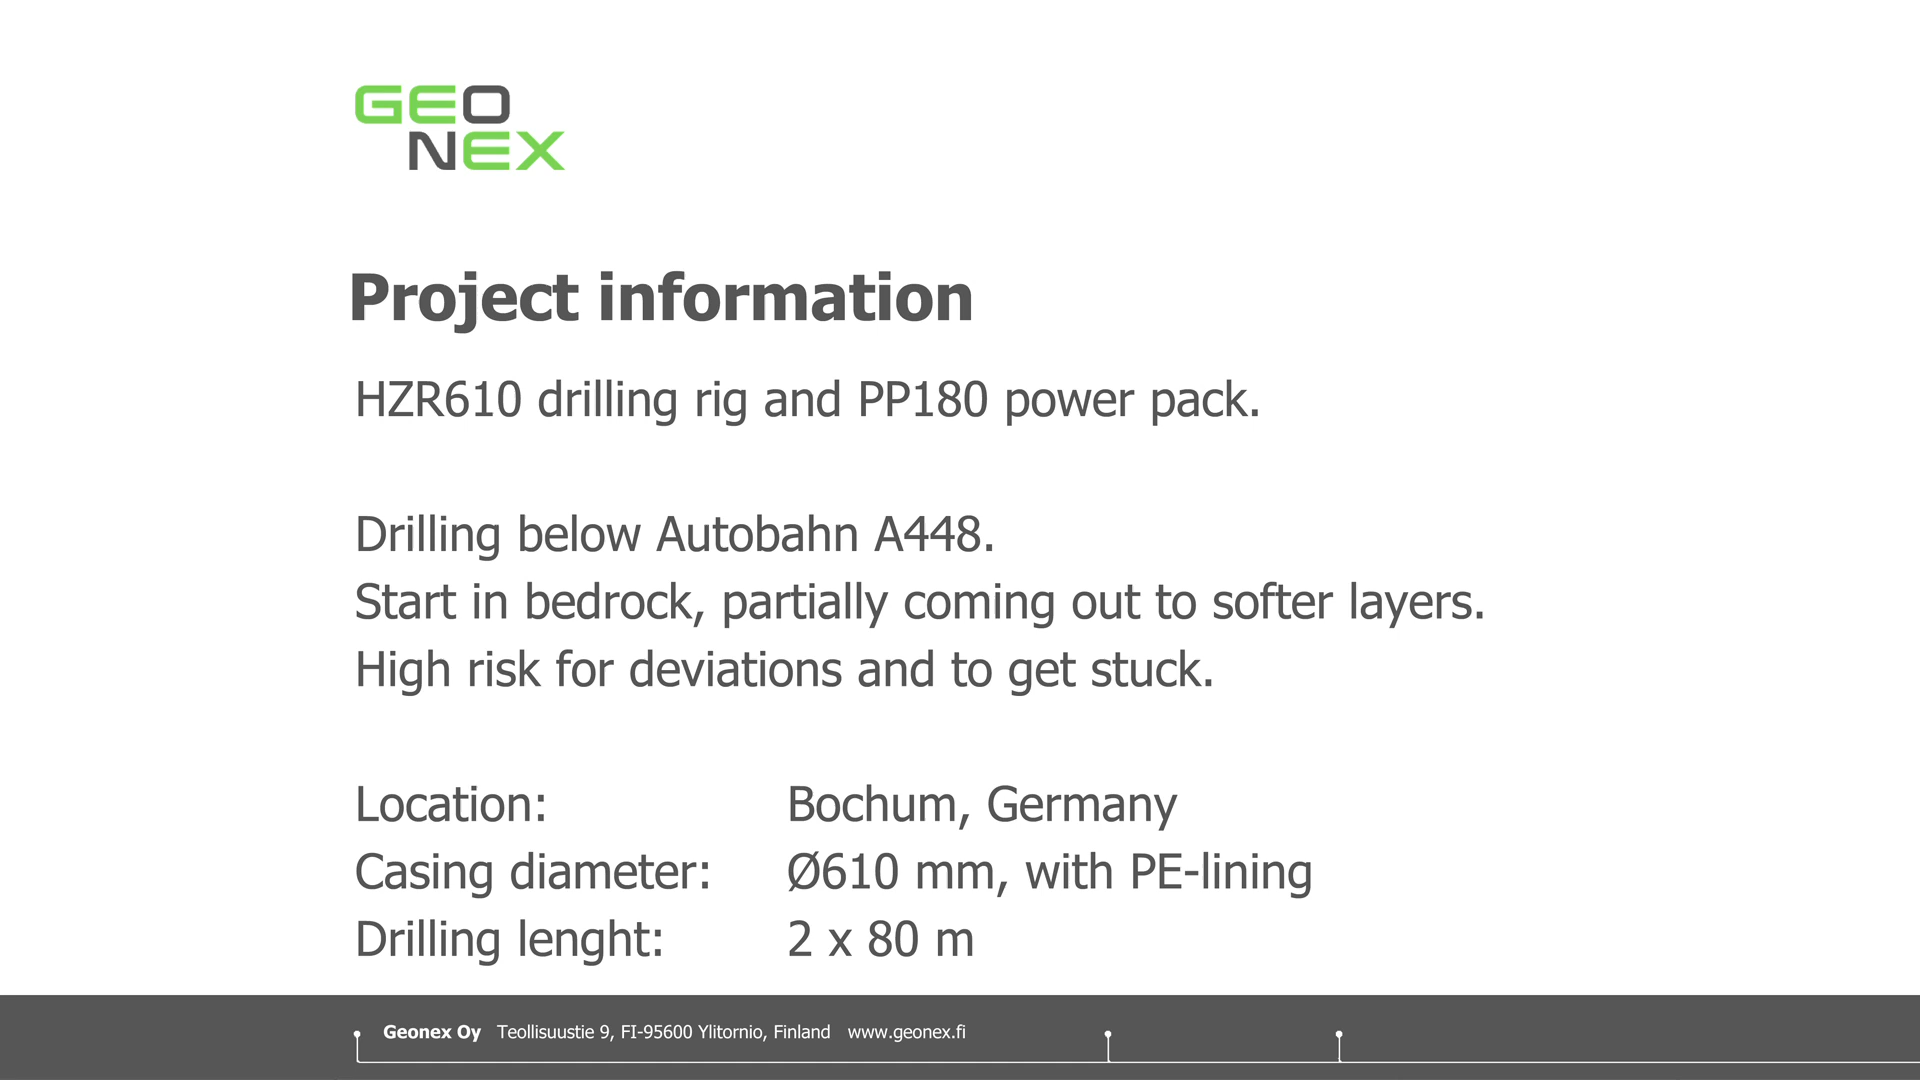 GEO
NEX
Project information
HZR610 drilling rig and PP180 power pack.
Drilling below Autobahn A448.
Start in bedrock, partially coming out to softer layers.
High risk for deviations and to get stuck.
Location: Bochum, Germany
Casing diameter: Ø610 mm, with PE-lining
Drilling lenght: 2 x 80 m
Geonex Oy Teollisuustie 9, FI-95600 Ylitornio, Finland www.geonex.fi